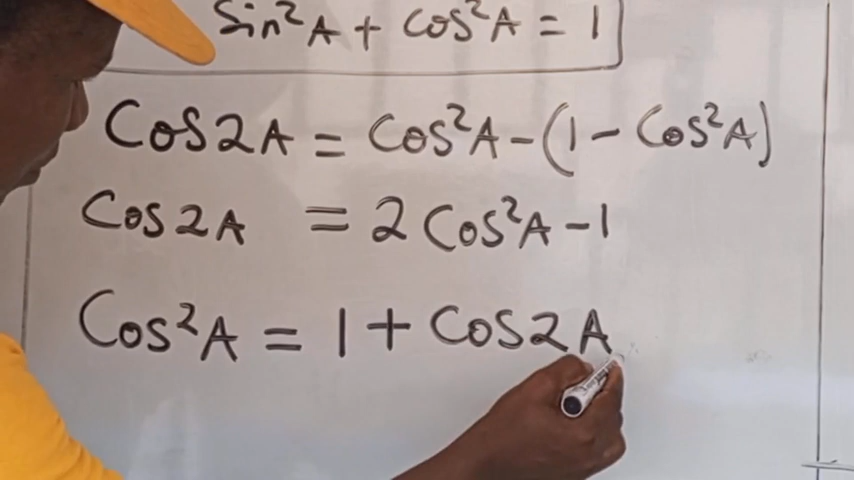 Sin²A + Cos²A = 1
Cos2A = Cos²A - (1 - Cos²A)
Cos2A = 2Cos²A - 1
Cos²A = 1 + Cos2A